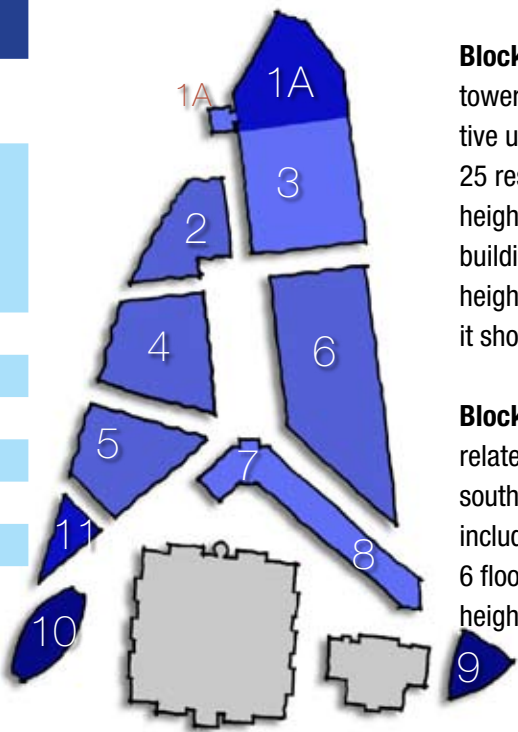 1A
1A
3
2
4
6
5
7
11
8
10
9
Block
tower
tive u
25 res
heigh
buildi
heigh
it sho
Block
relate
south
includ
6 floo
heigh